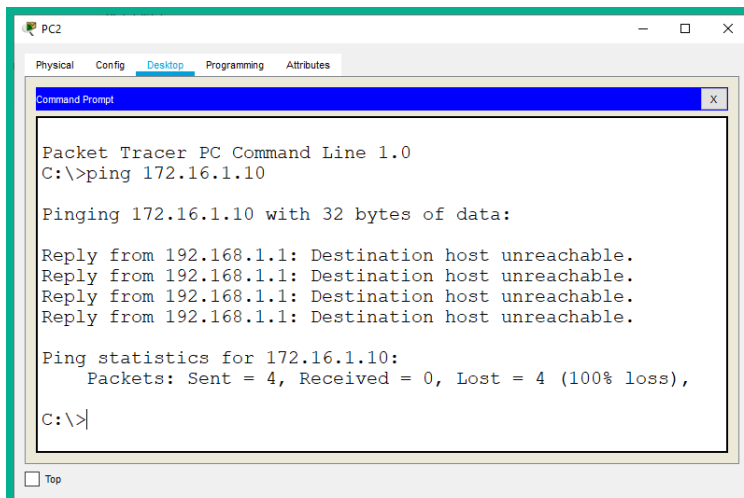 PC2
Physical Config Desktop Programming Attributes
Command Prompt
X
Packet Tracer PC Command Line 1.0
C:\>ping 172.16.1.10
Pinging 172.16.1.10 with 32 bytes of data:
Reply from 192.168.1.1: Destination host unreachable.
Reply from 192.168.1.1: Destination host unreachable.
Reply from 192.168.1.1: Destination host unreachable.
Reply from 192.168.1.1: Destination host unreachable.
Ping statistics for 172.16.1.10:
Packets: Sent = 4, Received = 0, Lost = 4 (100% loss),
C:\>
Top